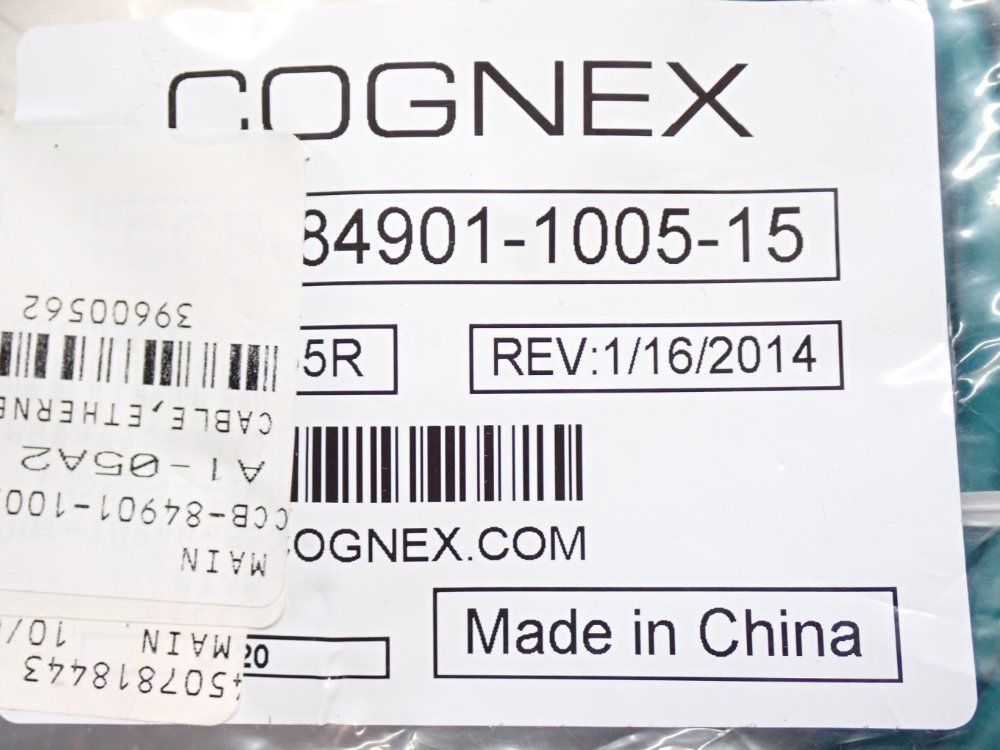 COGNEX
84901-1005-15
5R
REV:1/16/2014
OGNEX.COM
20
Made in China
MAIN
CCB-84901-100
A1-05A2
CABLE, ETHERNE
39600562
4507818443
MAIN 10/